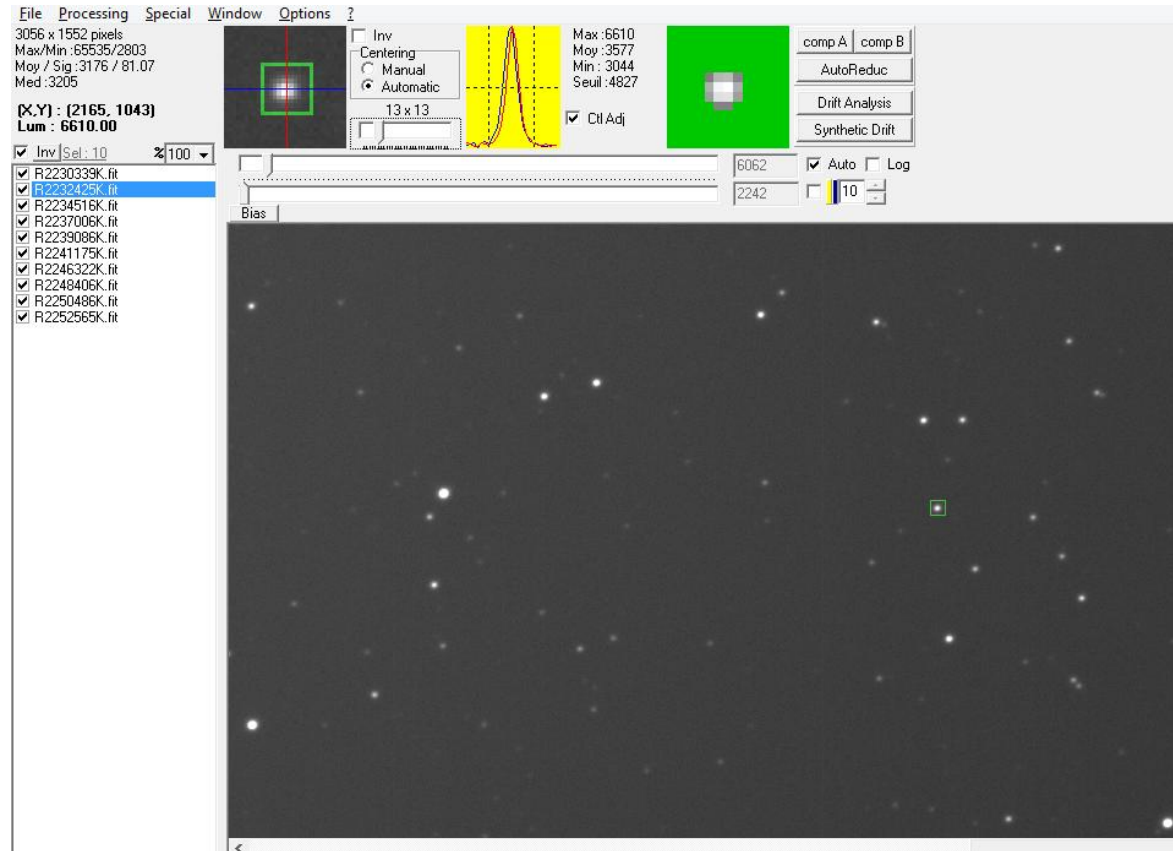 File Processing Special Window Options ?
3056 x 1552 pixels
Max/Min :65535/2803
Moy / Sig :3176 / 81.07
Med :3205
(X,Y) : (2165, 1043)
Lum : 6610.00
Inv Sel : 10 % 100
R2230339K.fit
R2232425K.fit
R2234516K.fit
R2237006K.fit
R2239086K.fit
R2241175K.fit
R2246322K.fit
R2248406K.fit
R2250486K.fit
R2252565K.fit
Inv
Centering
Manual
Automatic
13 x 13
Max :6610
Moy :3577
Min : 3044
Seuil :4827
Ctl Adj
comp A comp B
AutoReduc
Drift Analysis
Synthetic Drift
6062 Auto Log
2242 10
Bias